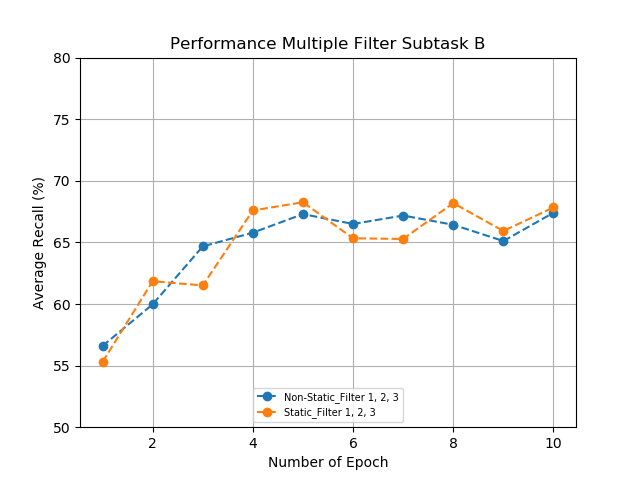 Performance Multiple Filter Subtask B
80
75
70
65
60
55
50
Average Recall (%)
2 4 6 8 10
Number of Epoch
Non-Static_Filter 1, 2, 3
Static_Filter 1, 2, 3